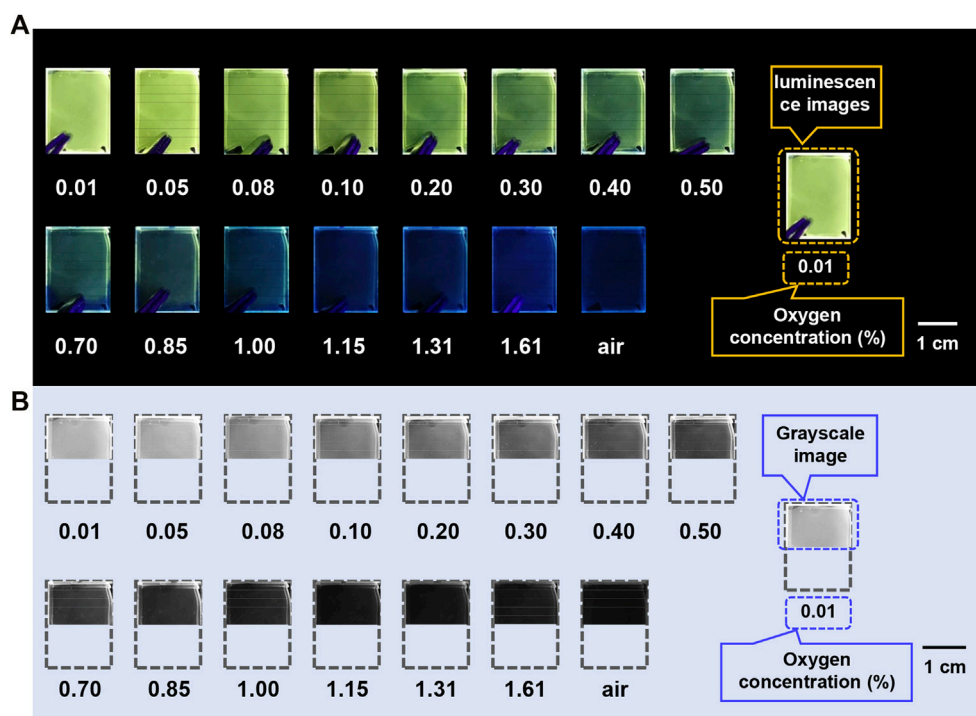 A
0.01 0.05 0.08 0.10 0.20 0.30 0.40 0.50
0.70 0.85 1.00 1.15 1.31 1.61 air
luminescen
ce images
0.01
Oxygen
concentration (%)
1 cm
B
0.01 0.05 0.08 0.10 0.20 0.30 0.40 0.50
0.70 0.85 1.00 1.15 1.31 1.61 air
Grayscale
image
0.01
Oxygen
concentration (%)
1 cm